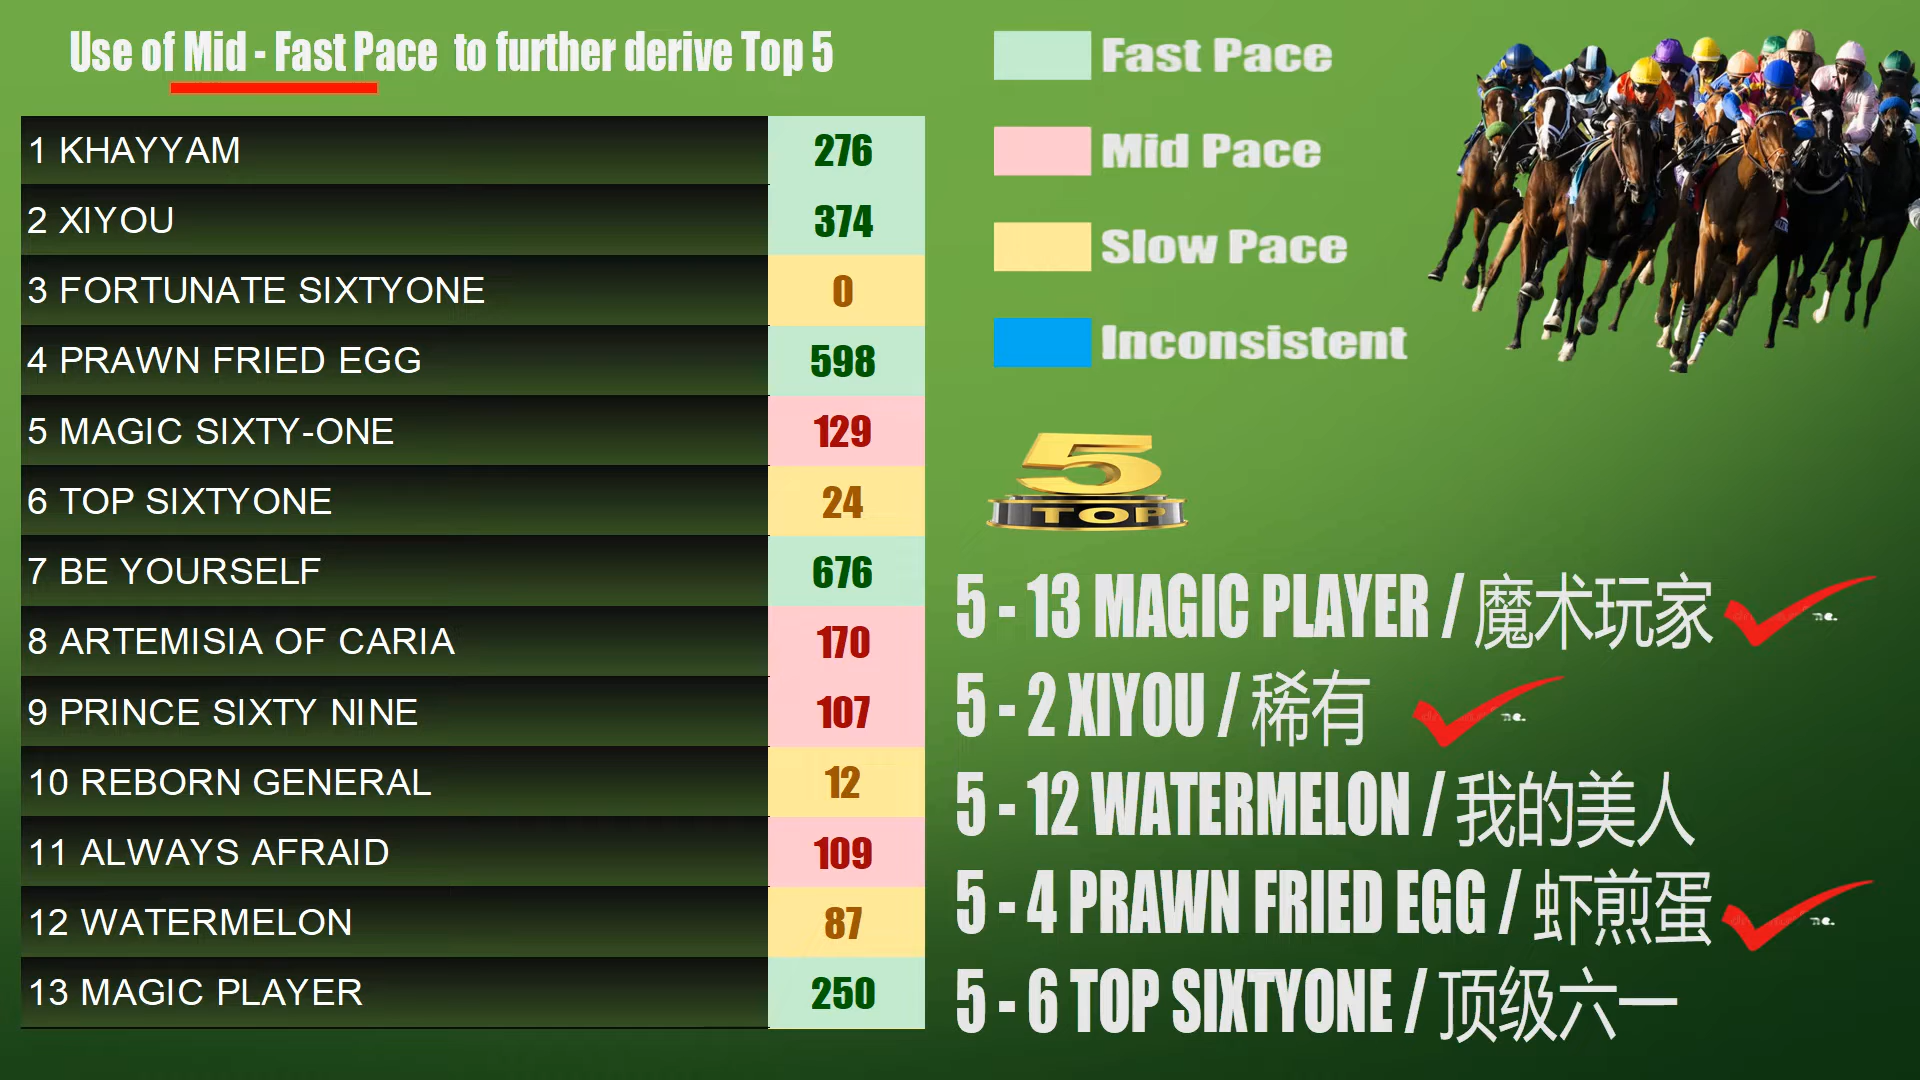 Use of Mid - Fast Pace to further derive Top 5
1 KHAYYAM 276
2 XIYOU 374
3 FORTUNATE SIXTYONE 0
4 PRAWN FRIED EGG 598
5 MAGIC SIXTY-ONE 129
6 TOP SIXTYONE 24
7 BE YOURSELF 676
8 ARTEMISIA OF CARIA 170
9 PRINCE SIXTY NINE 107
10 REBORN GENERAL 12
11 ALWAYS AFRAID 109
12 WATERMELON 87
13 MAGIC PLAYER 250
Fast Pace
Mid Pace
Slow Pace
Inconsistent
5
TOP
5 - 13 MAGIC PLAYER / 魔术玩家
5 - 2 XIYOU / 稀有
5 - 12 WATERMELON / 我的美人
5 - 4 PRAWN FRIED EGG / 虾煎蛋
5 - 6 TOP SIXTYONE / 顶级六一